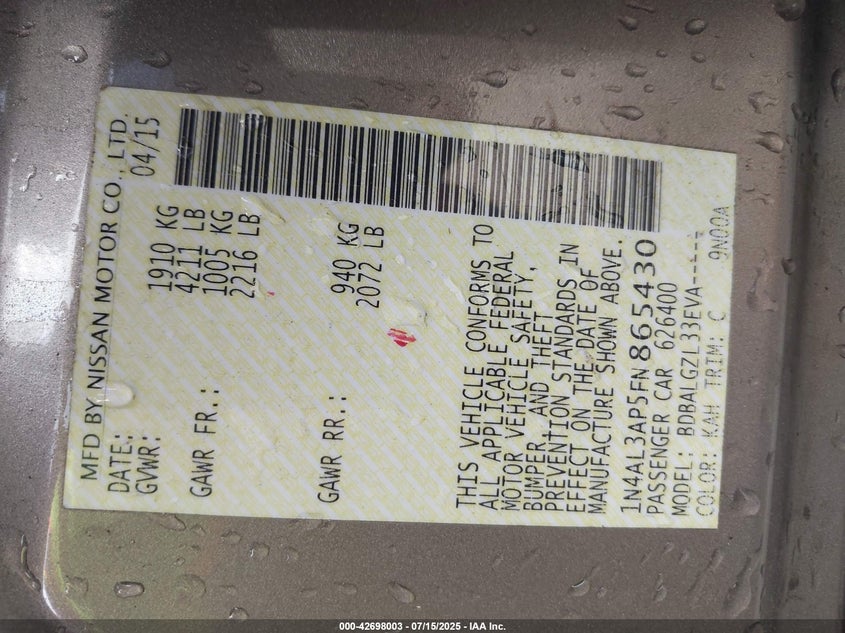 MFD BY NISSAN MOTOR CO., LTD.
DATE: 04/15
GVWR: 1910 KG
4211 LB
GAWR FR.: 1005 KG
2216 LB
GAWR RR.: 940 KG
2072 LB
THIS VEHICLE CONFORMS TO
ALL APPLICABLE FEDERAL
MOTOR VEHICLE SAFETY,
BUMPER, AND THEFT
PREVENTION STANDARDS IN
EFFECT ON THE DATE OF
MANUFACTURE SHOWN ABOVE.
1N4AL3AP5FN865430
PASSENGER CAR 626400
MODEL: BDBALGZL33EVA-----
COLOR: KAH TRIM: C 9N00A
000-42698003 - 07/15/2025 - IAA Inc.